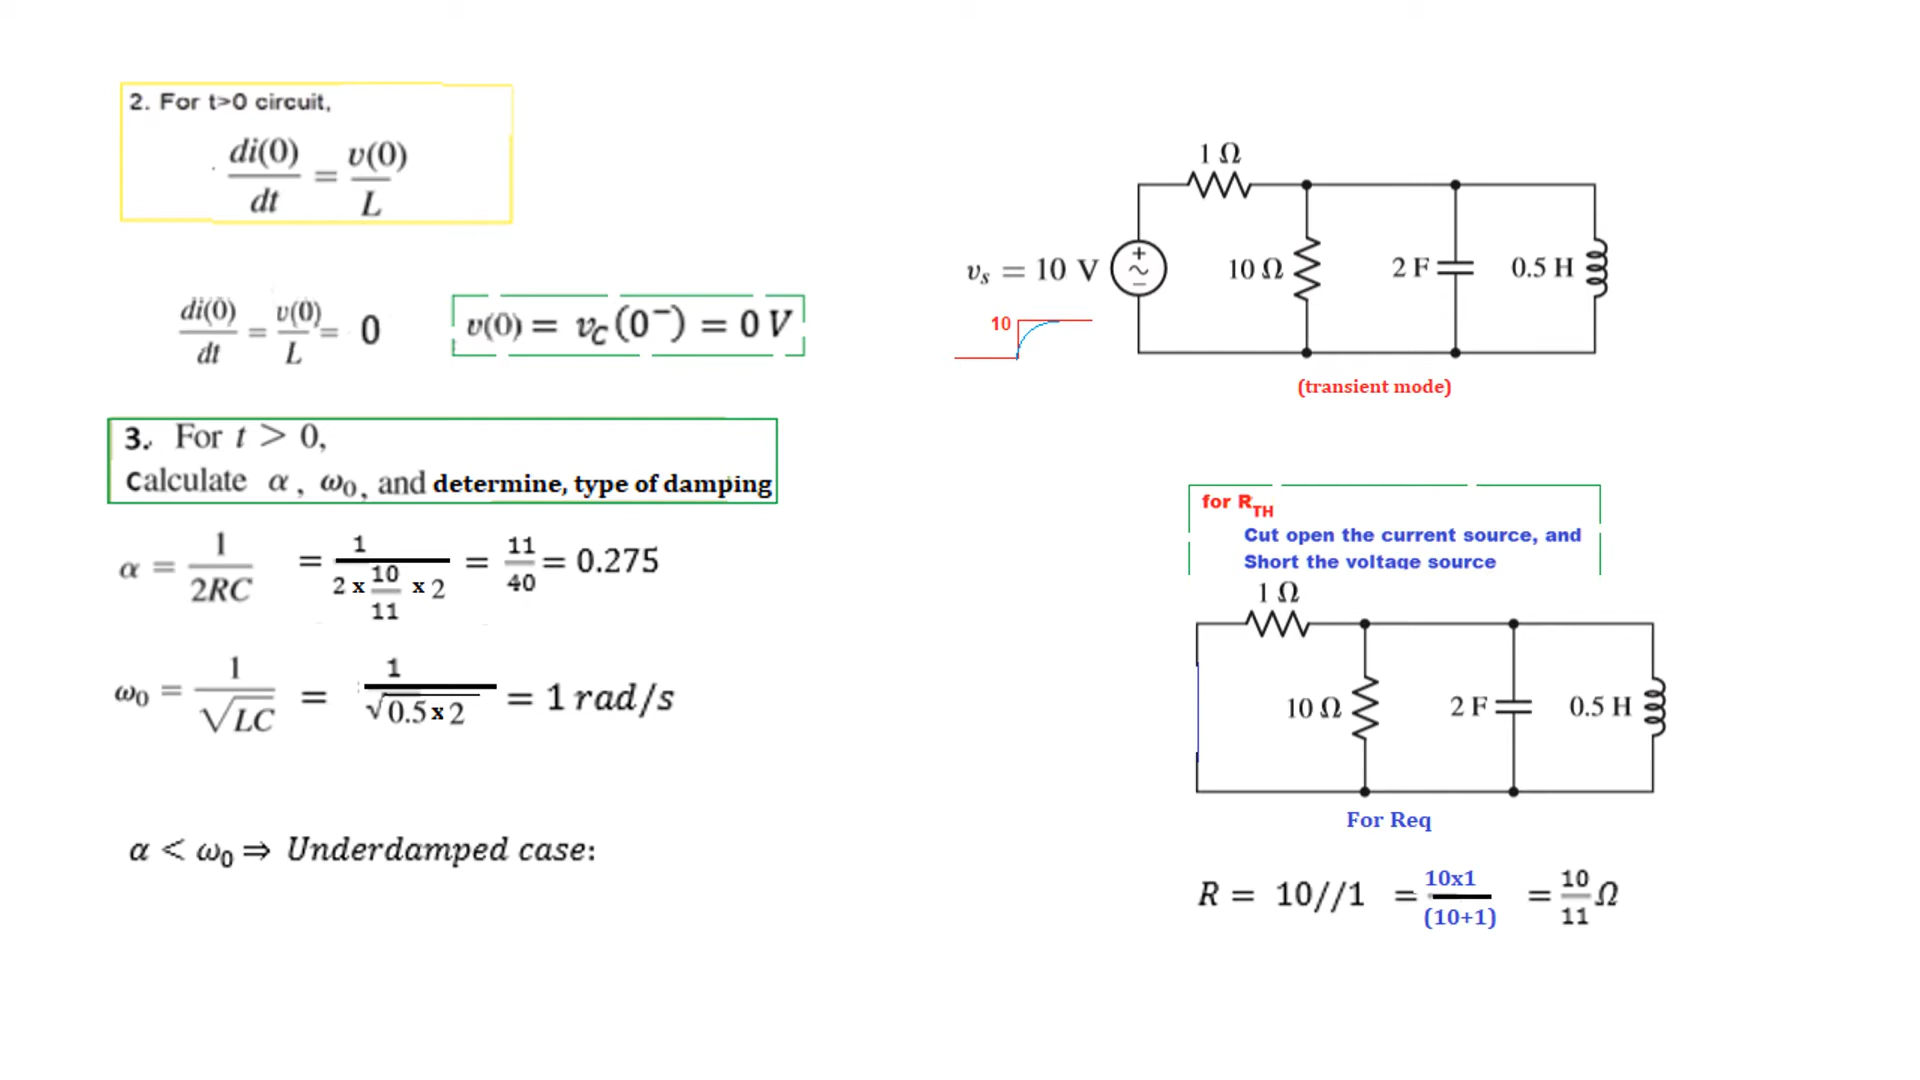 2. For t>0 circuit,
di(0)/dt = v(0)/L
di(0)/dt = v(0)/L = 0
v(0) = v_C(0⁻) = 0 V
3. For t > 0,
Calculate α, ω₀, and determine, type of damping
α = 1/2RC = 1/(2 x 10/11 x 2) = 11/40 = 0.275
ω₀ = 1/√LC = 1/√0.5 x 2 = 1 rad/s
α < ω₀ ⇒ Underdamped case:
1 Ω
v_s = 10 V
+
−
10 Ω
2 F
0.5 H
10
(transient mode)
for R_TH
Cut open the current source, and
Short the voltage source
1 Ω
10 Ω
2 F
0.5 H
For Req
R = 10//1 = 10x1/(10+1) = 10/11 Ω